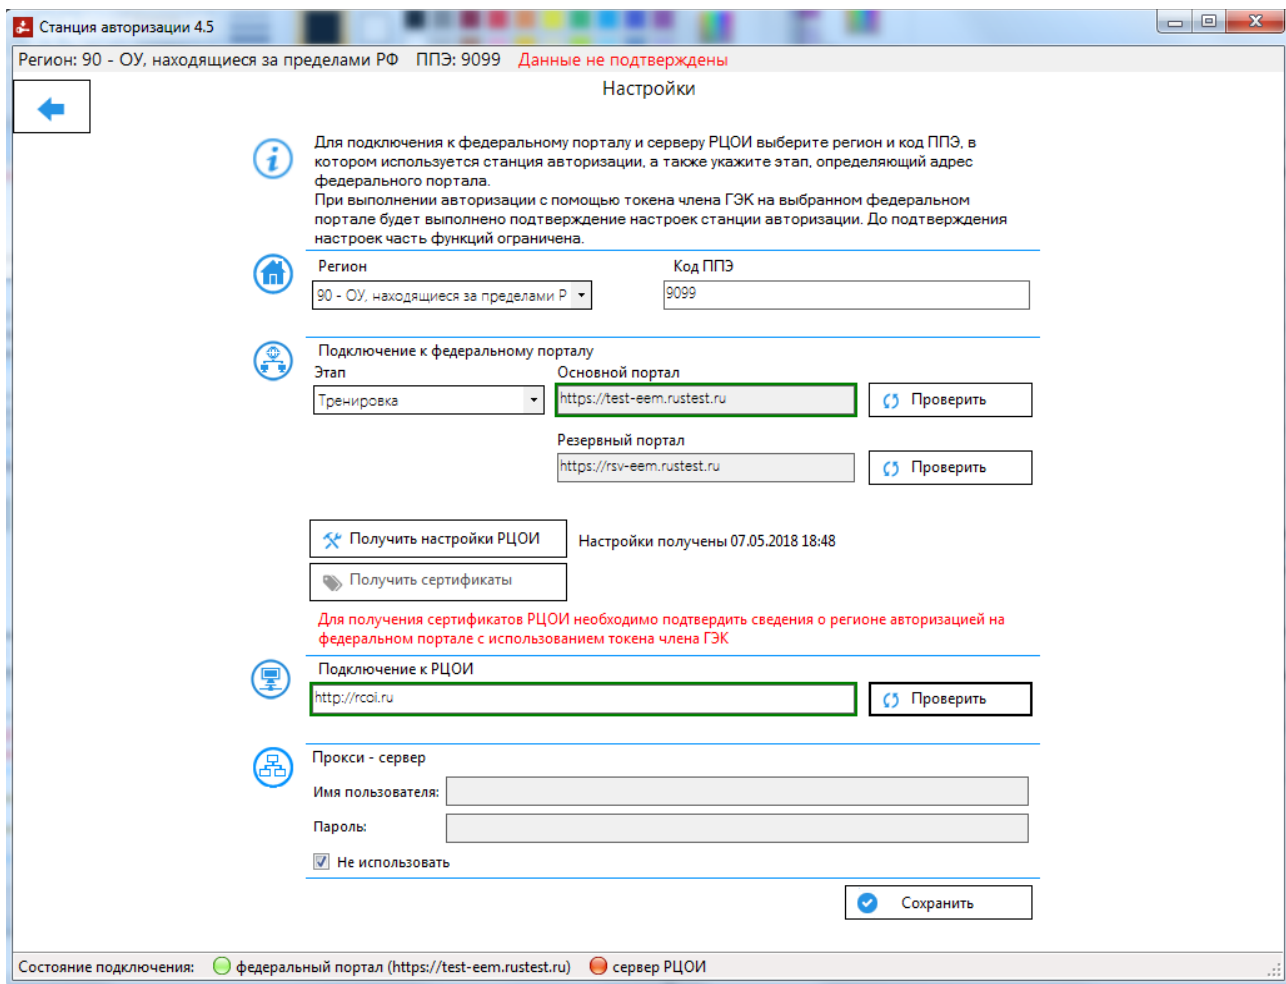 Станция авторизации 4.5
Регион: 90 - ОУ, находящиеся за пределами РФ ППЭ: 9099 Данные не подтверждены
Настройки
Для подключения к федеральному порталу и серверу РЦОИ выберите регион и код ППЭ, в
котором используется станция авторизации, а также укажите этап, определяющий адрес
федерального портала.
При выполнении авторизации с помощью токена члена ГЭК на выбранном федеральном
портале будет выполнено подтверждение настроек станции авторизации. До подтверждения
настроек часть функций ограничена.
Регион Код ППЭ
90 - ОУ, находящиеся за пределами Р 9099
Подключение к федеральному порталу
Этап Основной портал
Тренировка https://test-eem.rustest.ru Проверить
Резервный портал
https://rsv-eem.rustest.ru Проверить
Получить настройки РЦОИ Настройки получены 07.05.2018 18:48
Получить сертификаты
Для получения сертификатов РЦОИ необходимо подтвердить сведения о регионе авторизацией на
федеральном портале с использованием токена члена ГЭК
Подключение к РЦОИ
http://rcoi.ru Проверить
Прокси - сервер
Имя пользователя:
Пароль:
Не использовать
Сохранить
Состояние подключения: федеральный портал (https://test-eem.rustest.ru) сервер РЦОИ